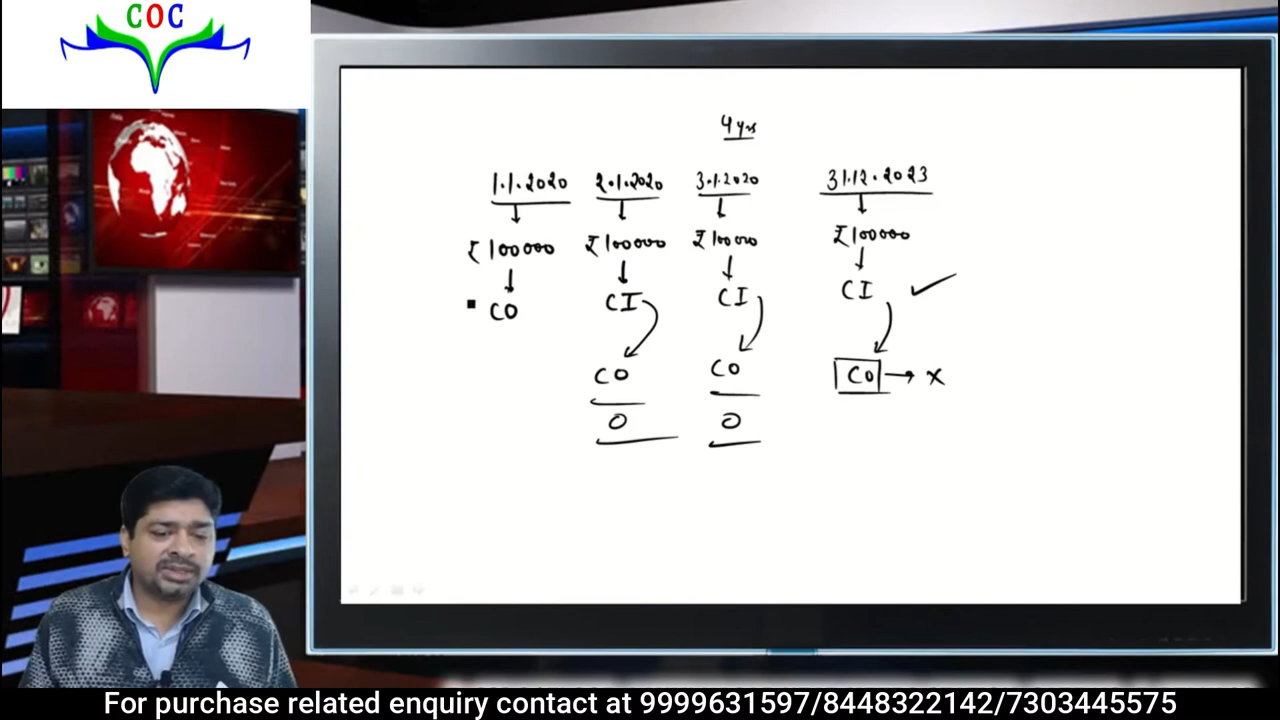 COC
4 yrs
1.1.2020 2.1.2020 3.1.2020 31.12.2023
₹100000 ₹100000 ₹10000 ₹100000
CO CI CI CI
CO CO CO → x
0 0
For purchase related enquiry contact at 9999631597/8448322142/7303445575